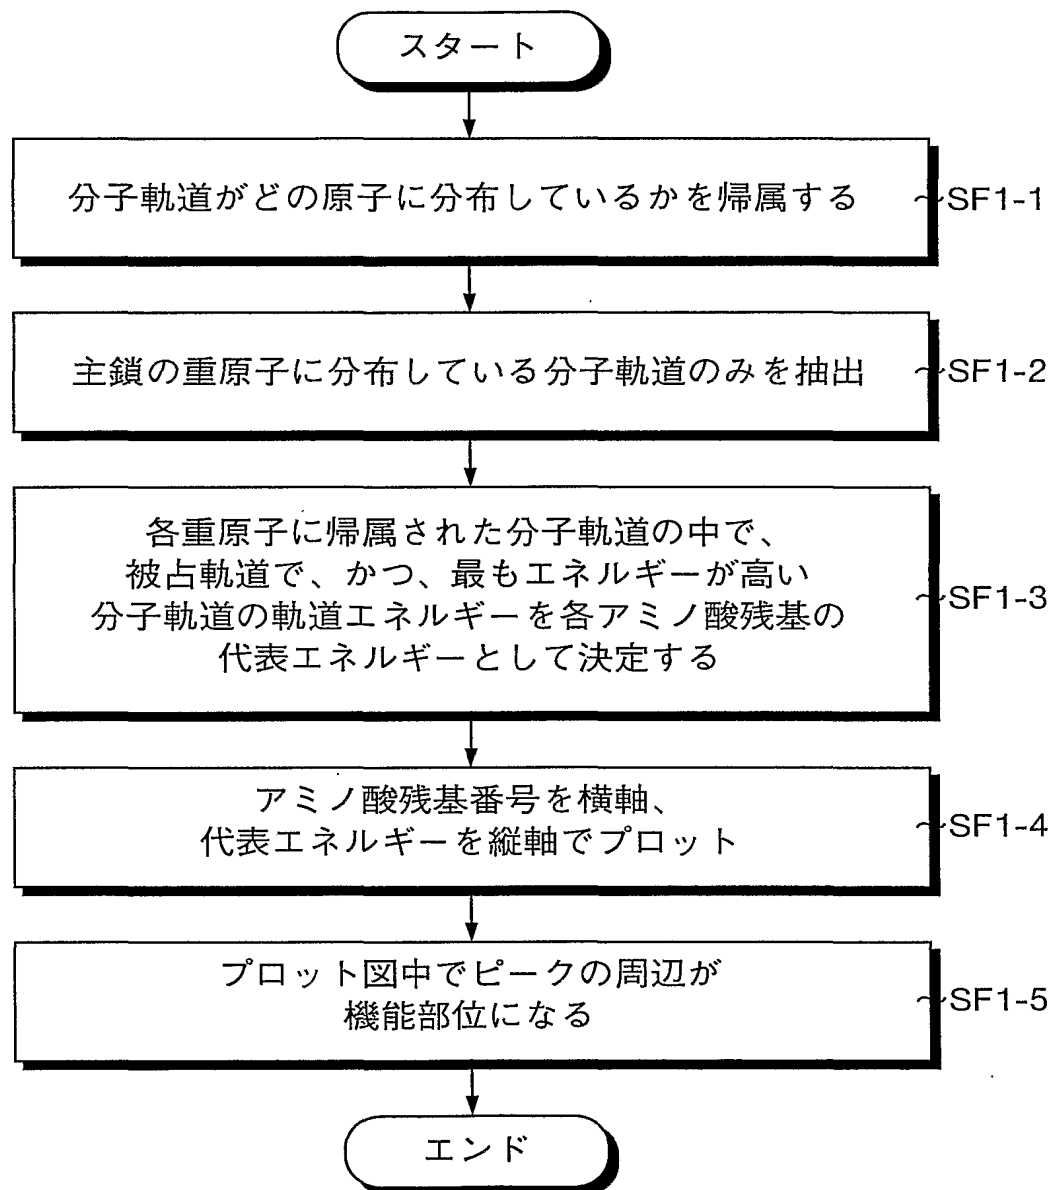 スタート
分子軌道がどの原子に分布しているかを帰属する
SF1-1
主鎖の重原子に分布している分子軌道のみを抽出
SF1-2
各重原子に帰属された分子軌道の中で、
被占軌道で、かつ、最もエネルギーが高い
分子軌道の軌道エネルギーを各アミノ酸残基の
代表エネルギーとして決定する
SF1-3
アミノ酸残基番号を横軸、
代表エネルギーを縦軸でプロット
SF1-4
プロット図中でピークの周辺が
機能部位になる
SF1-5
エンド